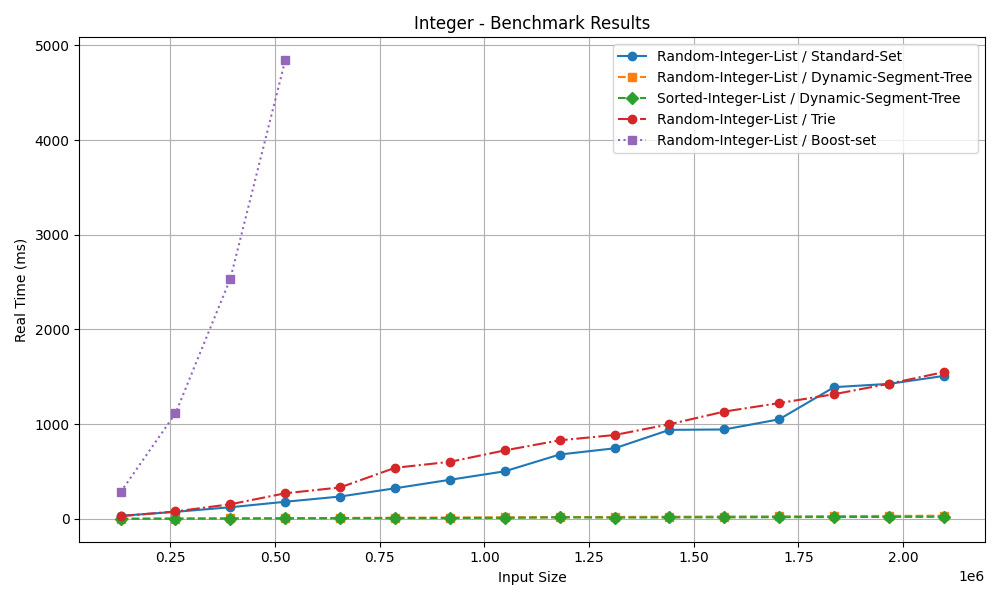 Integer - Benchmark Results
Random-Integer-List / Standard-Set
Random-Integer-List / Dynamic-Segment-Tree
Sorted-Integer-List / Dynamic-Segment-Tree
Random-Integer-List / Trie
Random-Integer-List / Boost-set
Real Time (ms)
5000
4000
3000
2000
1000
0
0.25 0.50 0.75 1.00 1.25 1.50 1.75 2.00
1e6
Input Size